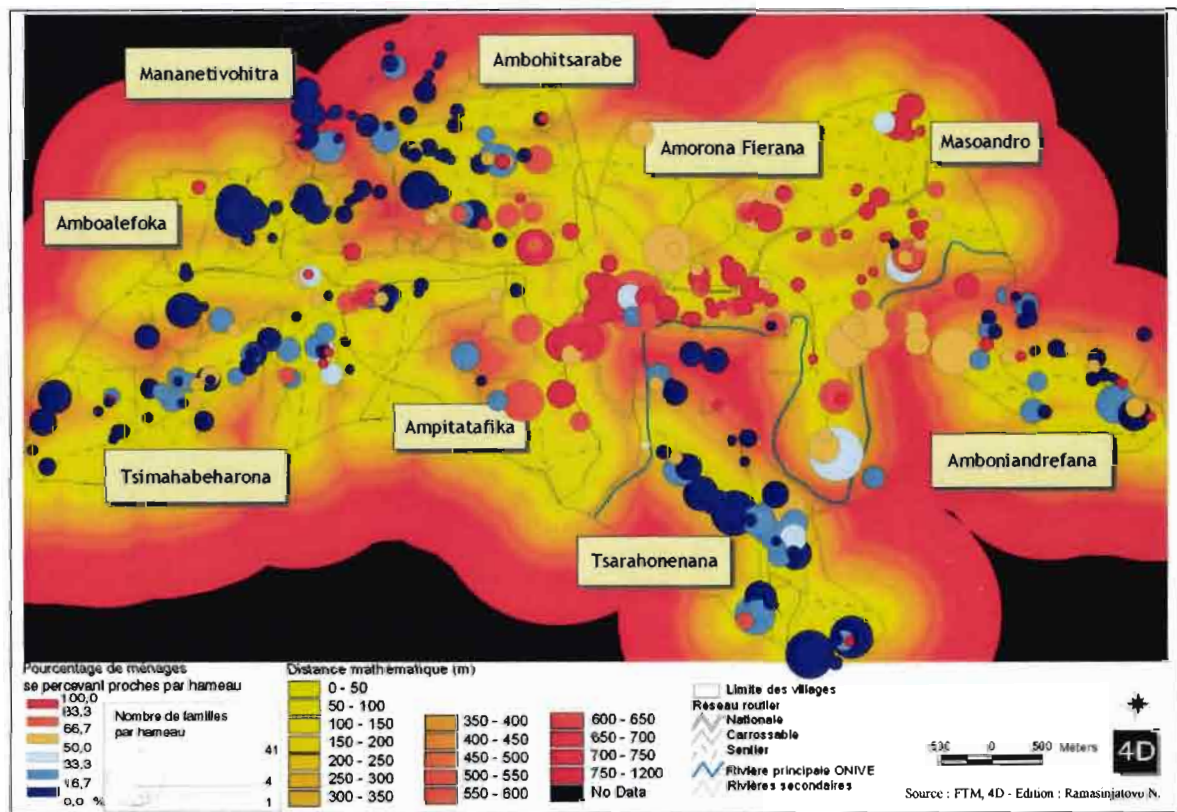 Mananetivohitra
Ambohitsarabe
Amorona Fierana
Masoandro
Amboalefoka
Ampitatafika
Tsimahabeharona
Amboniandrefana
Tsarahonenana
Pourcentage de ménages
se percevant proches par hameau
100,0
83,3
66,7
50,0
33,3
16,7
0,0 %
Nombre de familles
par hameau
41
4
1
Distance mathématique (m)
0 - 50
50 - 100
100 - 150
150 - 200
200 - 250
250 - 300
300 - 350
350 - 400
400 - 450
450 - 500
500 - 550
550 - 600
600 - 650
650 - 700
700 - 750
750 - 1200
No Data
Limite des villages
Réseau routier
Nationale
Carrossable
Sentier
Rivière principale ONIVE
Rivières secondaires
500 0 500 Meters
4D
Source : FTM, 4D - Edition : Ramasinjatovo N.